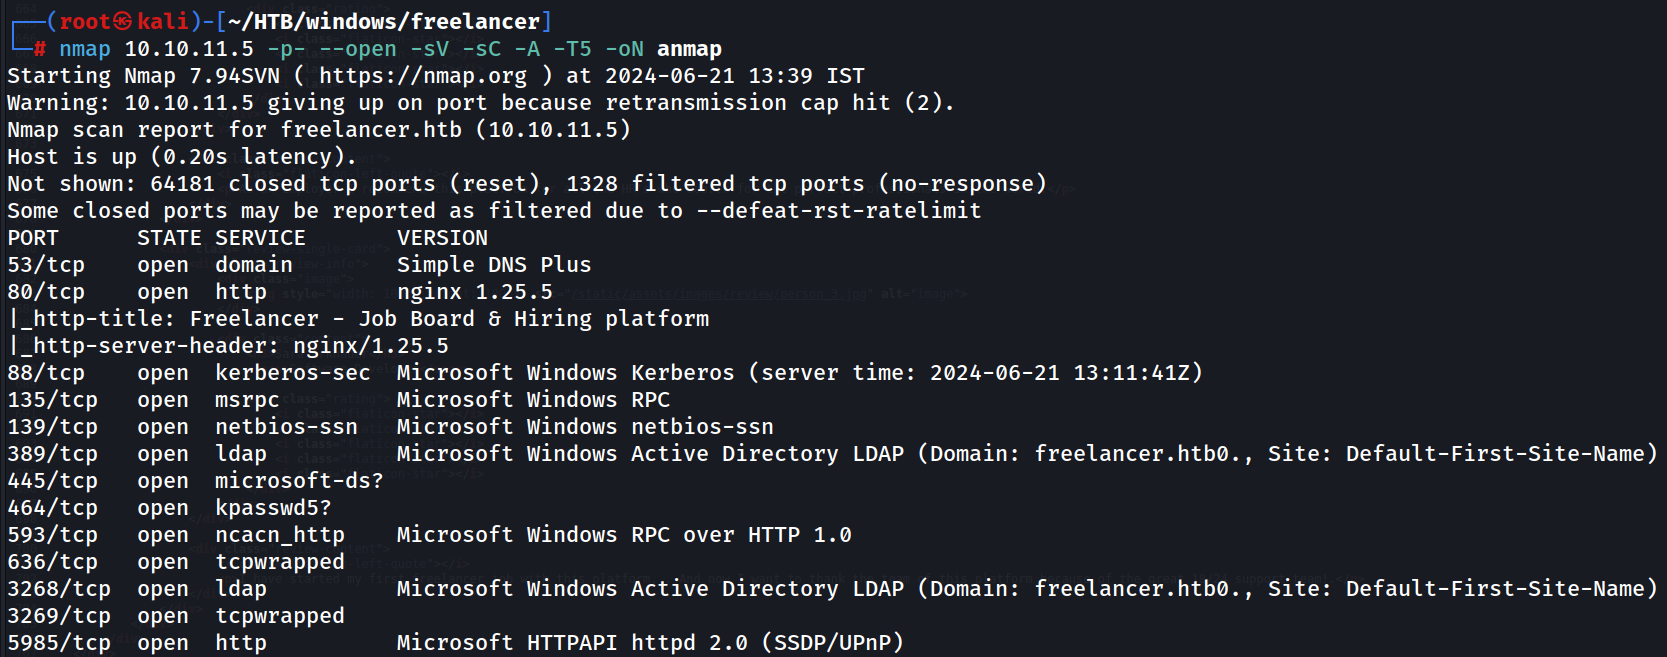 ┌──(root㉿kali)-[~/HTB/windows/freelancer]
└─# nmap 10.10.11.5 -p- --open -sV -sC -A -T5 -oN anmap
Starting Nmap 7.94SVN ( https://nmap.org ) at 2024-06-21 13:39 IST
Warning: 10.10.11.5 giving up on port because retransmission cap hit (2).
Nmap scan report for freelancer.htb (10.10.11.5)
Host is up (0.20s latency).
Not shown: 64181 closed tcp ports (reset), 1328 filtered tcp ports (no-response)
Some closed ports may be reported as filtered due to --defeat-rst-ratelimit
PORT      STATE SERVICE       VERSION
53/tcp    open  domain        Simple DNS Plus
80/tcp    open  http          nginx 1.25.5
|_http-title: Freelancer - Job Board & Hiring platform
|_http-server-header: nginx/1.25.5
88/tcp    open  kerberos-sec  Microsoft Windows Kerberos (server time: 2024-06-21 13:11:41Z)
135/tcp   open  msrpc         Microsoft Windows RPC
139/tcp   open  netbios-ssn   Microsoft Windows netbios-ssn
389/tcp   open  ldap          Microsoft Windows Active Directory LDAP (Domain: freelancer.htb0., Site: Default-First-Site-Name)
445/tcp   open  microsoft-ds?
464/tcp   open  kpasswd5?
593/tcp   open  ncacn_http    Microsoft Windows RPC over HTTP 1.0
636/tcp   open  tcpwrapped
3268/tcp  open  ldap          Microsoft Windows Active Directory LDAP (Domain: freelancer.htb0., Site: Default-First-Site-Name)
3269/tcp  open  tcpwrapped
5985/tcp  open  http          Microsoft HTTPAPI httpd 2.0 (SSDP/UPnP)